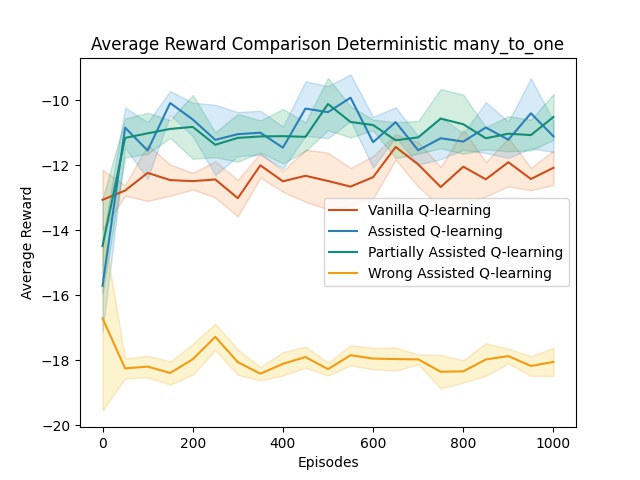 Average Reward Comparison Deterministic many_to_one
Average Reward
−10
−12
−14
−16
−18
−20
Vanilla Q-learning
Assisted Q-learning
Partially Assisted Q-learning
Wrong Assisted Q-learning
0 200 400 600 800 1000
Episodes